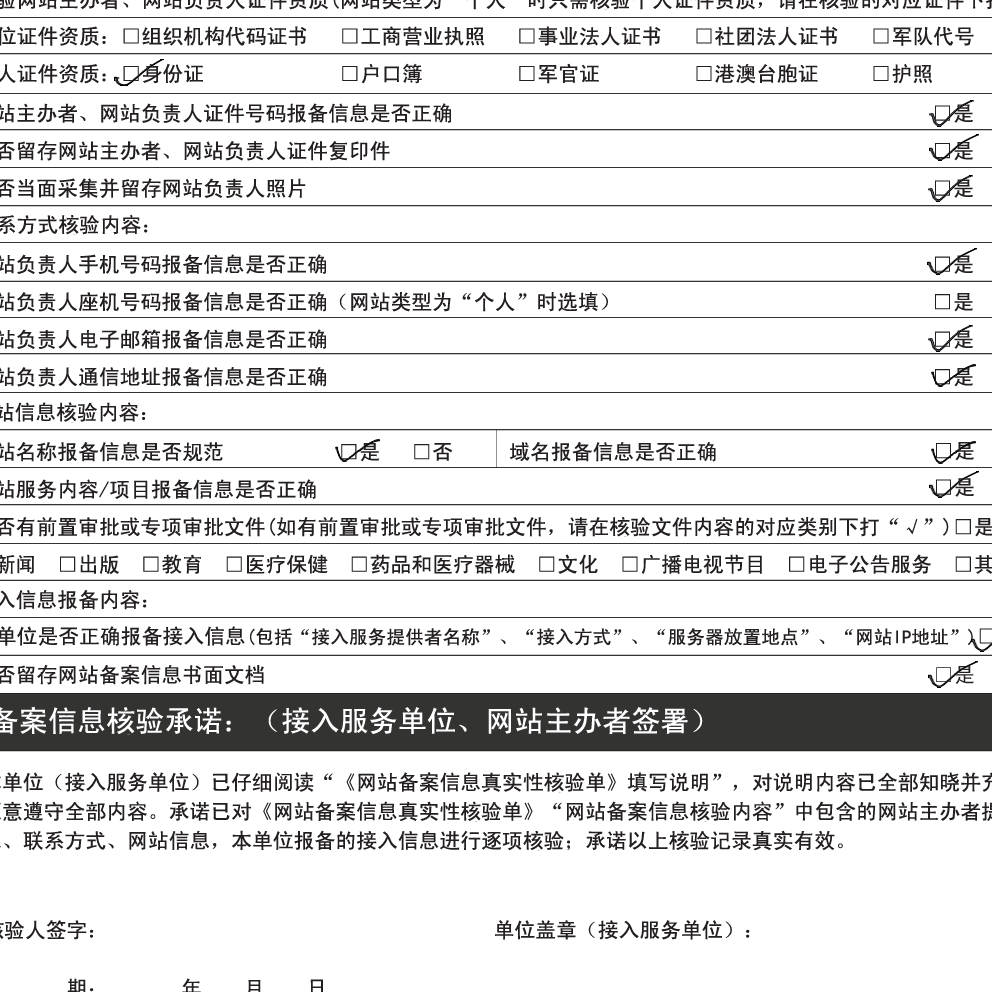 验网站主办者、网站负责人证件资质(网站类型为“个人”时只需核验个人证件资质，请在核验的对应证件下打
位证件资质： □组织机构代码证书 □工商营业执照 □事业法人证书 □社团法人证书 □军队代号
人证件资质： ☑身份证 □户口簿 □军官证 □港澳台胞证 □护照
站主办者、网站负责人证件号码报备信息是否正确 ☑是
否留存网站主办者、网站负责人证件复印件 ☑是
否当面采集并留存网站负责人照片 ☑是
系方式核验内容：
站负责人手机号码报备信息是否正确 ☑是
站负责人座机号码报备信息是否正确（网站类型为“个人”时选填） □是
站负责人电子邮箱报备信息是否正确 ☑是
站负责人通信地址报备信息是否正确 ☑是
站信息核验内容：
站名称报备信息是否规范 ☑是 □否 域名报备信息是否正确 ☑是
站服务内容/项目报备信息是否正确 ☑是
否有前置审批或专项审批文件(如有前置审批或专项审批文件，请在核验文件内容的对应类别下打“√”)□是
新闻 □出版 □教育 □医疗保健 □药品和医疗器械 □文化 □广播电视节目 □电子公告服务 □其
入信息报备内容：
单位是否正确报备接入信息(包括“接入服务提供者名称”、“接入方式”、“服务器放置地点”、“网站IP地址”)☑
否留存网站备案信息书面文档 ☑是
备案信息核验承诺：（接入服务单位、网站主办者签署）
单位（接入服务单位）已仔细阅读“《网站备案信息真实性核验单》填写说明”，对说明内容已全部知晓并充
意遵守全部内容。承诺已对《网站备案信息真实性核验单》“网站备案信息核验内容”中包含的网站主办者提
、联系方式、网站信息，本单位报备的接入信息进行逐项核验；承诺以上核验记录真实有效。
核验人签字： 单位盖章（接入服务单位）：
期： 年 月 日